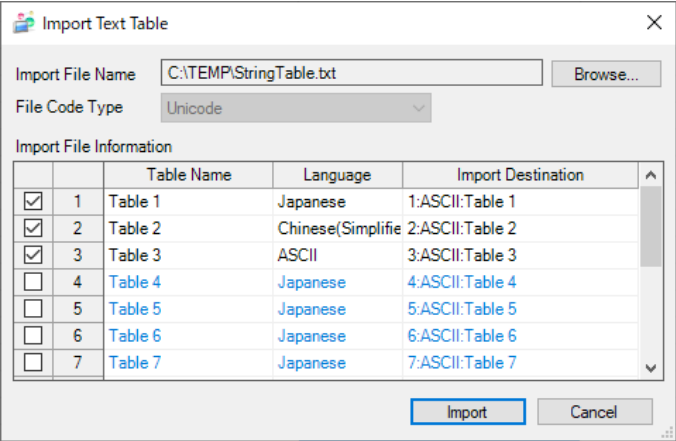 Import Text Table
Import File Name C:\TEMP\StringTable.txt Browse...
File Code Type Unicode
Import File Information
Table Name Language Import Destination
1 Table 1 Japanese 1:ASCII:Table 1
2 Table 2 Chinese(Simplifie 2:ASCII:Table 2
3 Table 3 ASCII 3:ASCII:Table 3
4 Table 4 Japanese 4:ASCII:Table 4
5 Table 5 Japanese 5:ASCII:Table 5
6 Table 6 Japanese 6:ASCII:Table 6
7 Table 7 Japanese 7:ASCII:Table 7
Import Cancel